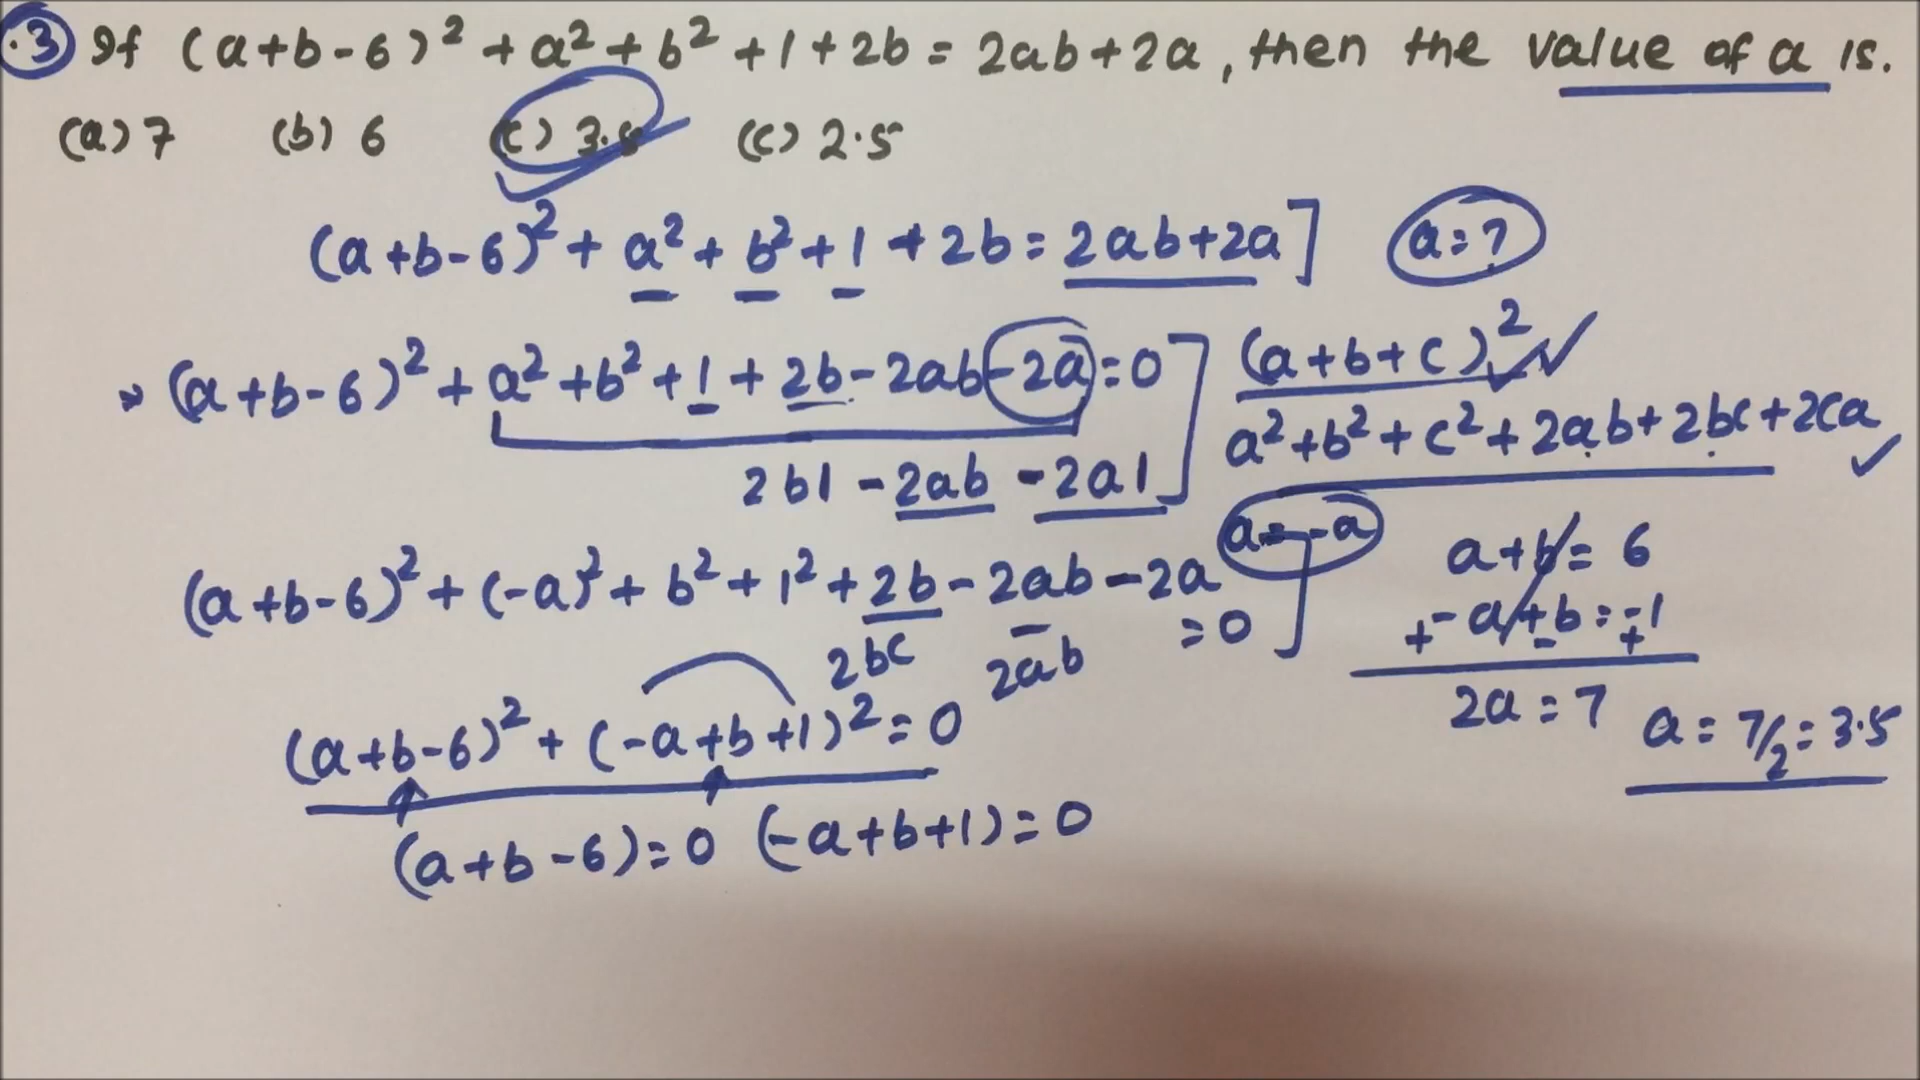 .3) If (a+b-6)² + a² + b² + 1 + 2b = 2ab + 2a, then the value of a is.
(a) 7 (b) 6 (c) 3.5 (c) 2.5
(a+b-6)² + a² + b² + 1 + 2b = 2ab+2a] a=?
(a+b-6)² + a² + b² + 1 + 2b - 2ab - 2a = 0 (a+b+c)²
a² + b² + c² + 2ab + 2bc + 2ca
2b1 - 2ab - 2a1
a = -a
(a+b-6)² + (-a)² + b² + 1² + 2b - 2ab - 2a
= 0
2bc 2ab
(a+b-6)² + (-a+b+1)² = 0
(a+b-6)=0 (-a+b+1)=0
a+b = 6
-a+b = -1
+ - +
2a = 7 a = 7/2 = 3.5